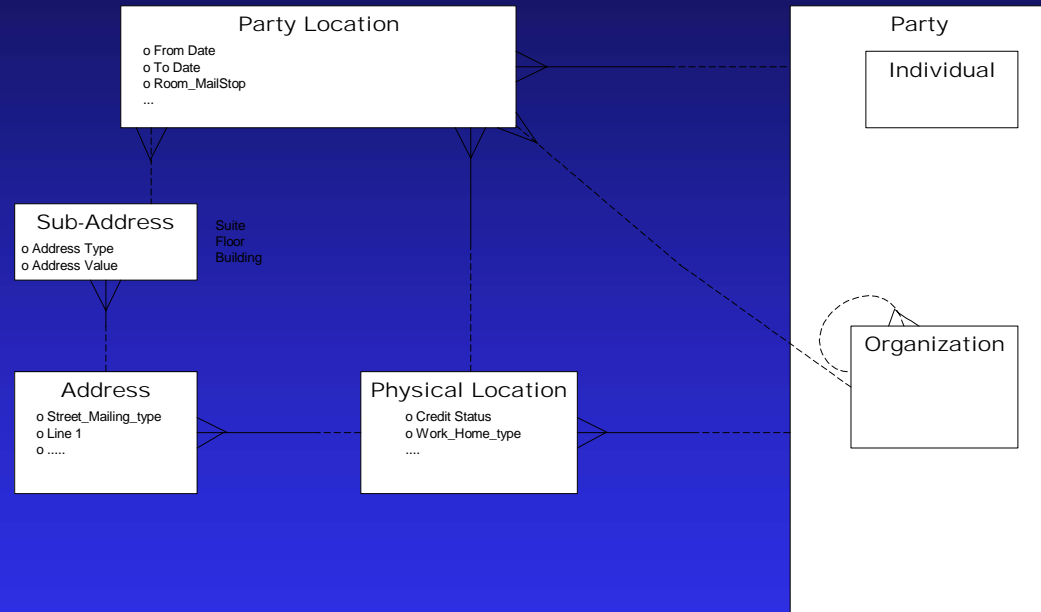 Party Location
o From Date
o To Date
o Room_MailStop
...
Party
Individual
Sub-Address
o Address Type
o Address Value
Suite
Floor
Building
Organization
Address
o Street_Mailing_type
o Line 1
o .....
Physical Location
o Credit Status
o Work_Home_type
....